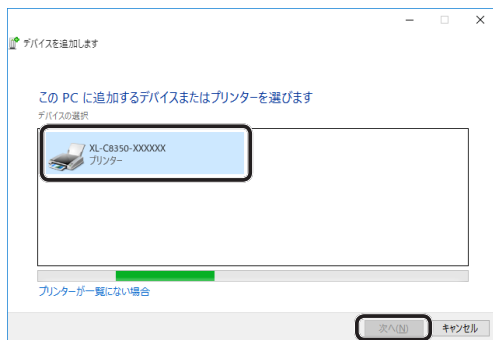 デバイスを追加します
この PC に追加するデバイスまたはプリンターを選びます
デバイスの選択
XL-C8350-XXXXXX
プリンター
プリンターが一覧にない場合
次へ(N)
キャンセル